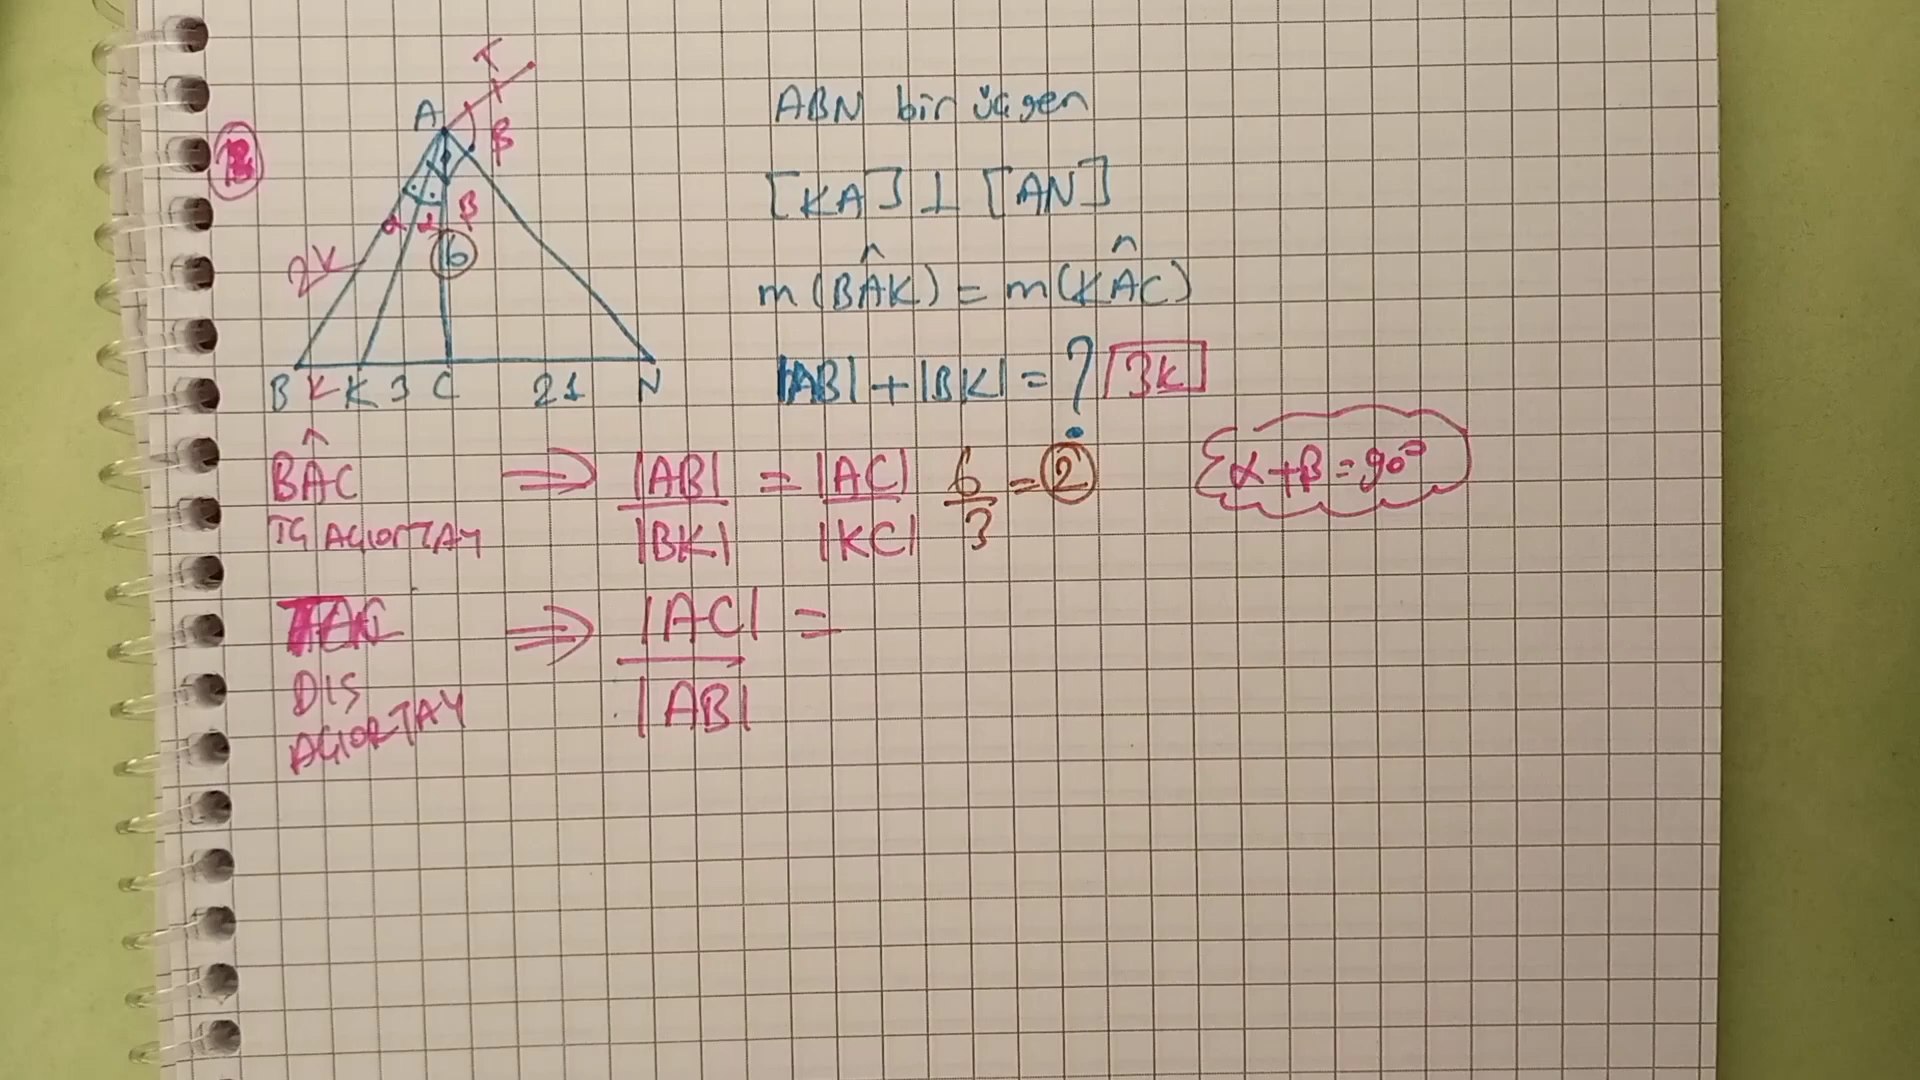 T
A
β
α α β
2K
6
B K K 3 C 21 N
ABN bir üçgen
[KA] ⊥ [AN]
m(BÂK) = m(KÂC)
|AB| + |BK| = ? 3k
BÂC ⇒ |AB| / |BK| = |AC| / |KC| 6/3 = 2
İÇ AÇIORTAY
α + β = 90°
TAC ⇒ |AC| / |AB| =
DIŞ
AÇIORTAY